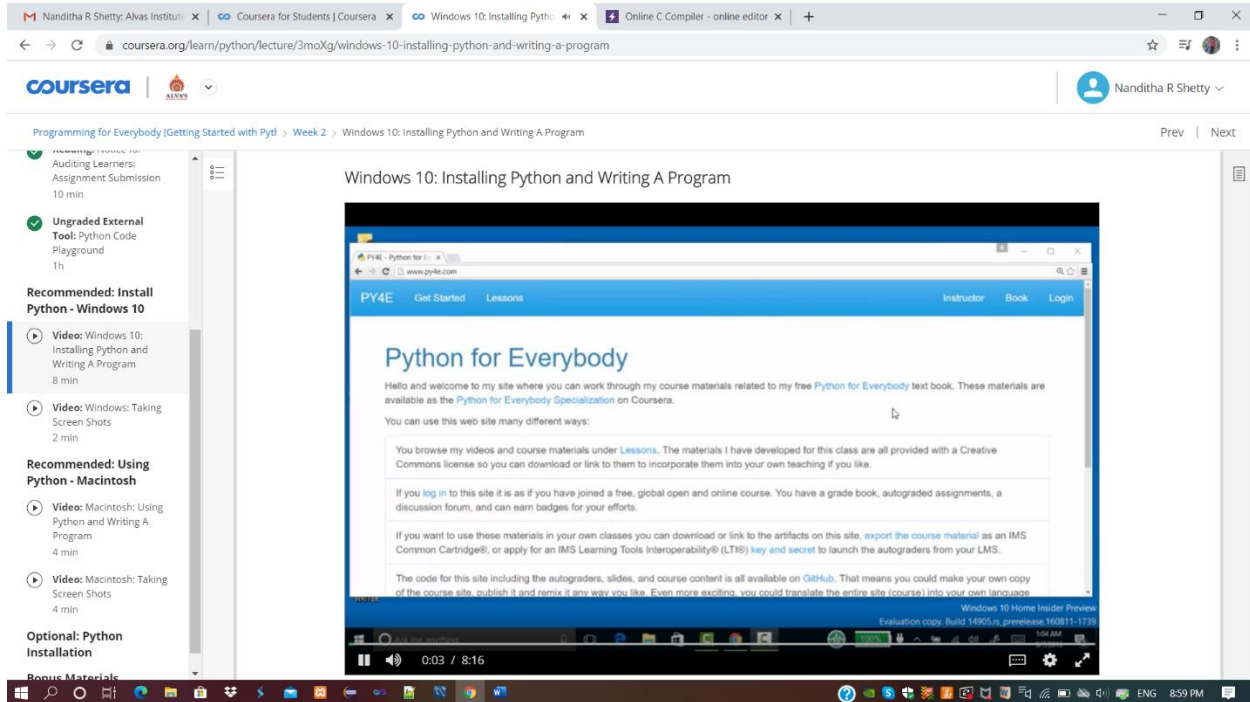 Nanditha R Shetty: Alvas Institute
Coursera for Students | Coursera
Windows 10: Installing Pytho
Online C Compiler - online editor
coursera.org/learn/python/lecture/3moXg/windows-10-installing-python-and-writing-a-program
coursera
ALVA'S
Nanditha R Shetty
Programming for Everybody (Getting Started with Pytl > Week 2 > Windows 10: Installing Python and Writing A Program
Prev | Next
Reading: Notice for
Auditing Learners:
Assignment Submission
10 min
Ungraded External
Tool: Python Code
Playground
1h
Recommended: Install
Python - Windows 10
Video: Windows 10:
Installing Python and
Writing A Program
8 min
Video: Windows: Taking
Screen Shots
2 min
Recommended: Using
Python - Macintosh
Video: Macintosh: Using
Python and Writing A
Program
4 min
Video: Macintosh: Taking
Screen Shots
4 min
Optional: Python
Installation
Bonus Materials
Windows 10: Installing Python and Writing A Program
PY4E - Python for E
www.py4e.com
PY4E Get Started Lessons Instructor Book Login
Python for Everybody
Hello and welcome to my site where you can work through my course materials related to my free Python for Everybody text book. These materials are
available as the Python for Everybody Specialization on Coursera.
You can use this web site many different ways:
You browse my videos and course materials under Lessons. The materials I have developed for this class are all provided with a Creative
Commons license so you can download or link to them to incorporate them into your own teaching if you like.
If you log in to this site it is as if you have joined a free, global open and online course. You have a grade book, autograded assignments, a
discussion forum, and can earn badges for your efforts.
If you want to use these materials in your own classes you can download or link to the artifacts on this site, export the course material as an IMS
Common Cartridge®, or apply for an IMS Learning Tools Interoperability® (LTI®) key and secret to launch the autograders from your LMS.
The code for this site including the autograders, slides, and course content is all available on GitHub. That means you could make your own copy
of the course site, publish it and remix it any way you like. Even more exciting, you could translate the entire site (course) into your own language
Windows 10 Home Insider Preview
Evaluation copy. Build 14905.rs_prerelease.160811-1739
Ask me anything
100%
1:04 AM
0:03 / 8:16
ENG 8:59 PM